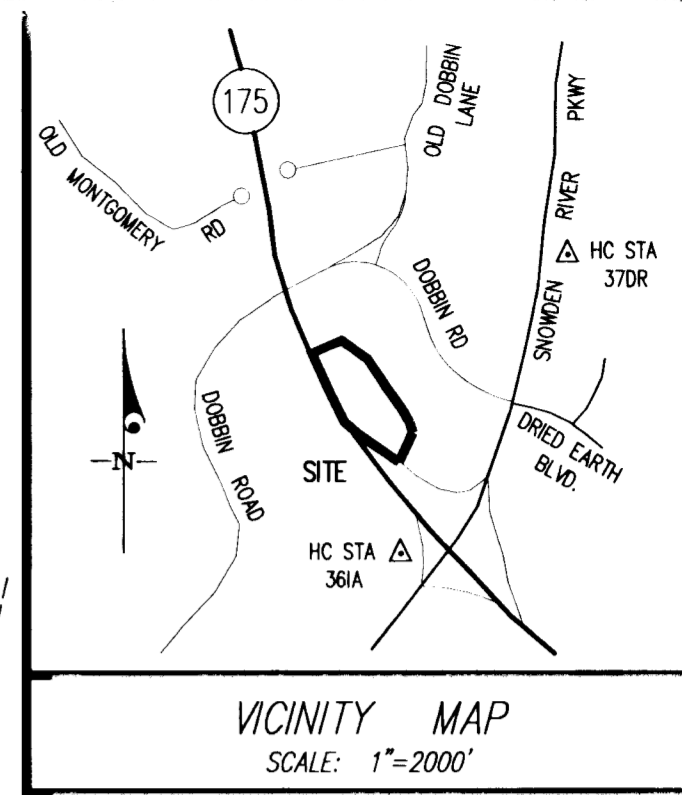 175
OLD DOBBIN
LANE
PKWY
OLD MONTGOMERY
RD
RIVER
HC STA
37DR
SNOWDEN
DOBBIN RD
DOBBIN ROAD
DRIED EARTH
BLVD.
-N-
SITE
HC STA
36IA
VICINITY MAP
SCALE: 1"=2000'